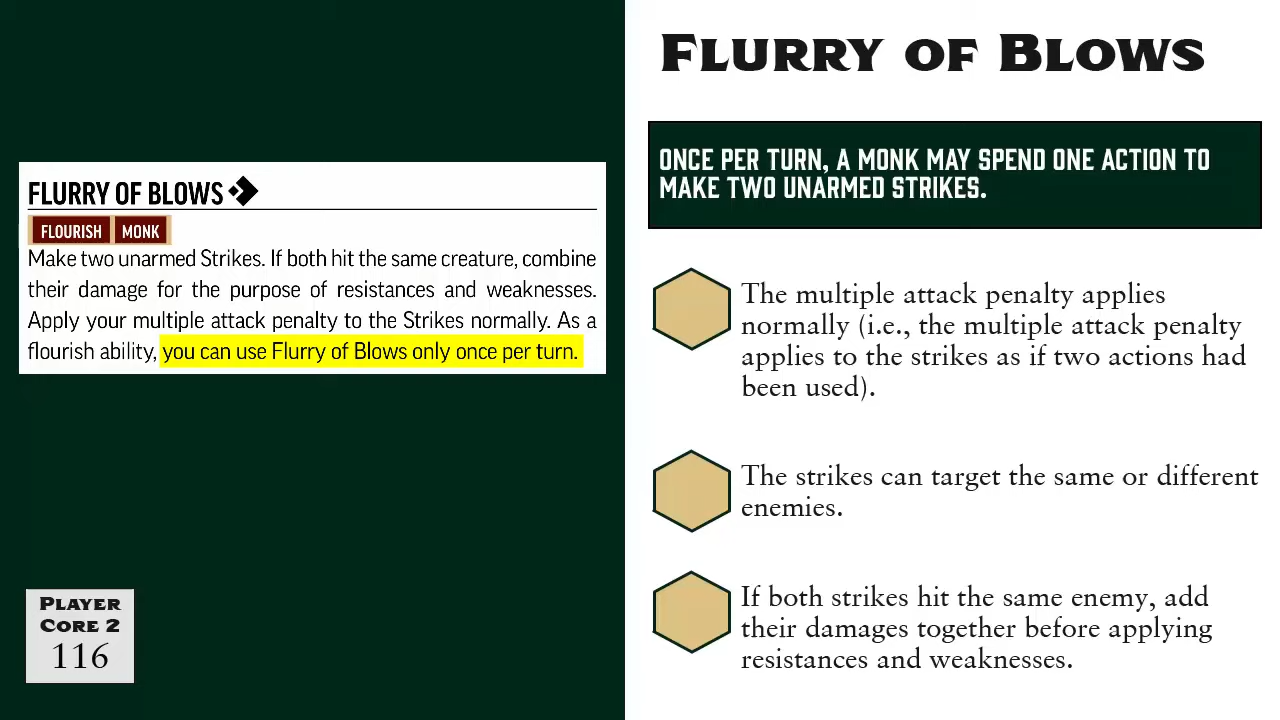 FLURRY OF BLOWS
FLOURISH MONK
Make two unarmed Strikes. If both hit the same creature, combine
their damage for the purpose of resistances and weaknesses.
Apply your multiple attack penalty to the Strikes normally. As a
flourish ability, you can use Flurry of Blows only once per turn.
PLAYER
CORE 2
116
FLURRY OF BLOWS
ONCE PER TURN, A MONK MAY SPEND ONE ACTION TO
MAKE TWO UNARMED STRIKES.
The multiple attack penalty applies
normally (i.e., the multiple attack penalty
applies to the strikes as if two actions had
been used).
The strikes can target the same or different
enemies.
If both strikes hit the same enemy, add
their damages together before applying
resistances and weaknesses.